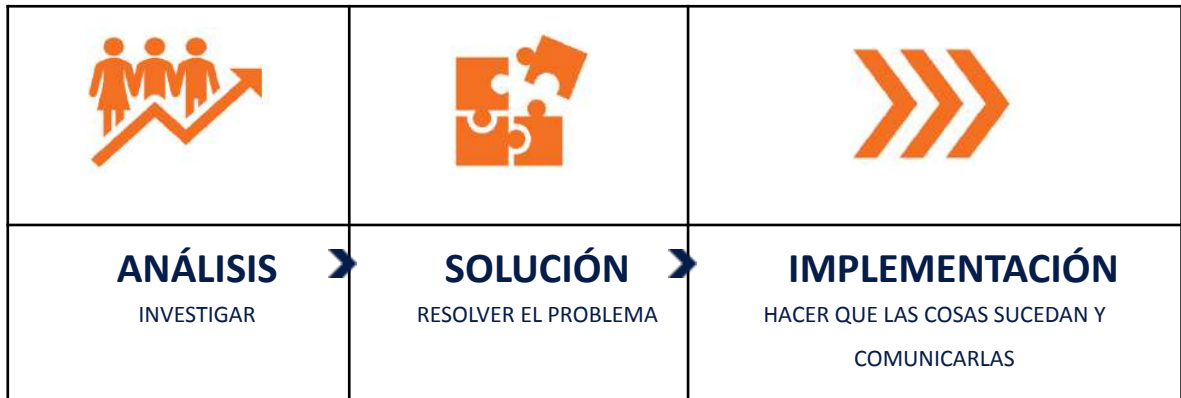 ANÁLISIS
INVESTIGAR
SOLUCIÓN
RESOLVER EL PROBLEMA
IMPLEMENTACIÓN
HACER QUE LAS COSAS SUCEDAN Y
COMUNICARLAS